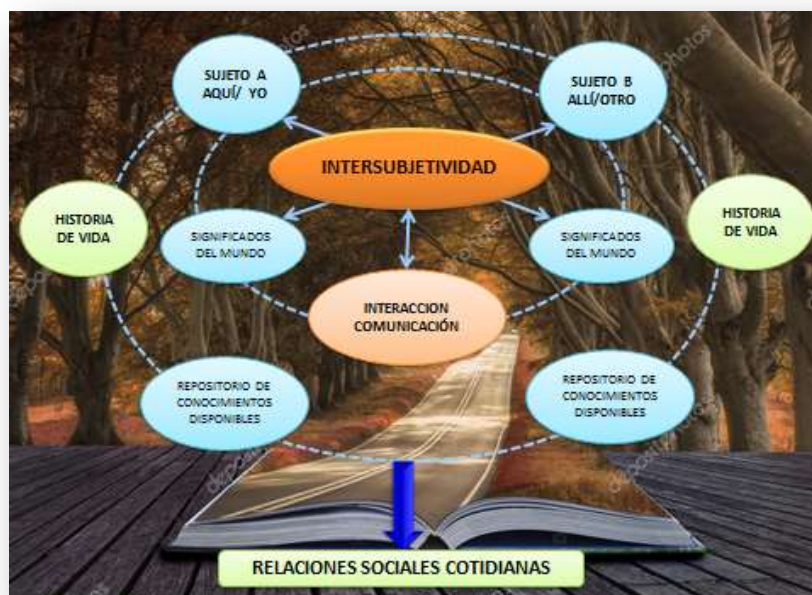 SUJETO A
AQUÍ/ YO
SUJETO B
ALLÍ/OTRO
INTERSUBJETIVIDAD
HISTORIA
DE VIDA
HISTORIA
DE VIDA
SIGNIFICADOS
DEL MUNDO
SIGNIFICADOS
DEL MUNDO
INTERACCION
COMUNICACIÓN
REPOSITORIO DE
CONOCIMIENTOS
DISPONIBLES
REPOSITORIO DE
CONOCIMIENTOS
DISPONIBLES
RELACIONES SOCIALES COTIDIANAS